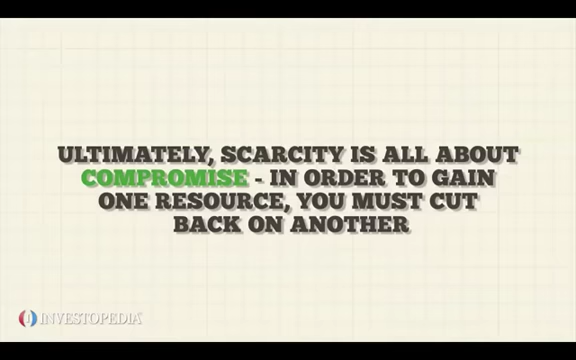 ULTIMATELY, SCARCITY IS ALL ABOUT
COMPROMISE - IN ORDER TO GAIN
ONE RESOURCE, YOU MUST CUT
BACK ON ANOTHER
INVESTOPEDIA